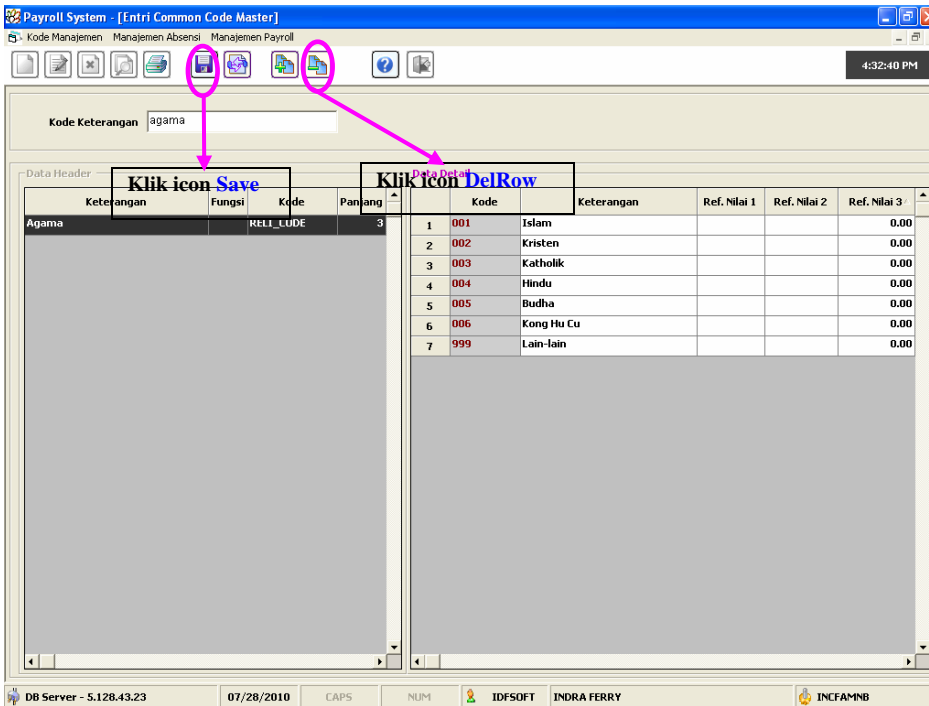 Payroll System - [Entri Common Code Master]
Kode Manajemen Manajemen Absensi Manajemen Payroll
4:32:40 PM
Kode Keterangan agama
Data Header
Data Detail
Klik icon Save
Klik icon DelRow
Keterangan Fungsi Kode Panjang
Agama RELI_CODE 3
Kode Keterangan Ref. Nilai 1 Ref. Nilai 2 Ref. Nilai 3
1 001 Islam 0.00
2 002 Kristen 0.00
3 003 Katholik 0.00
4 004 Hindu 0.00
5 005 Budha 0.00
6 006 Kong Hu Cu 0.00
7 999 Lain-lain 0.00
DB Server - 5.128.43.23 07/28/2010 CAPS NUM IDFSOFT INDRA FERRY INCFAMNB